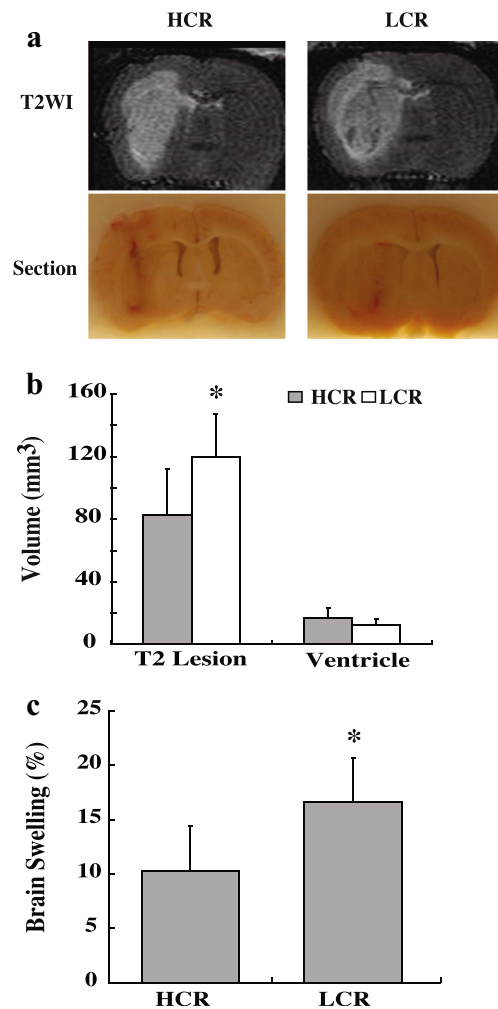 a
HCR LCR
T2WI
Section
b
Volume (mm3)
160
120
80
40
0
*
HCR LCR
T2 Lesion Ventricle
c
Brain Swelling (%)
25
20
15
10
5
0
*
HCR LCR